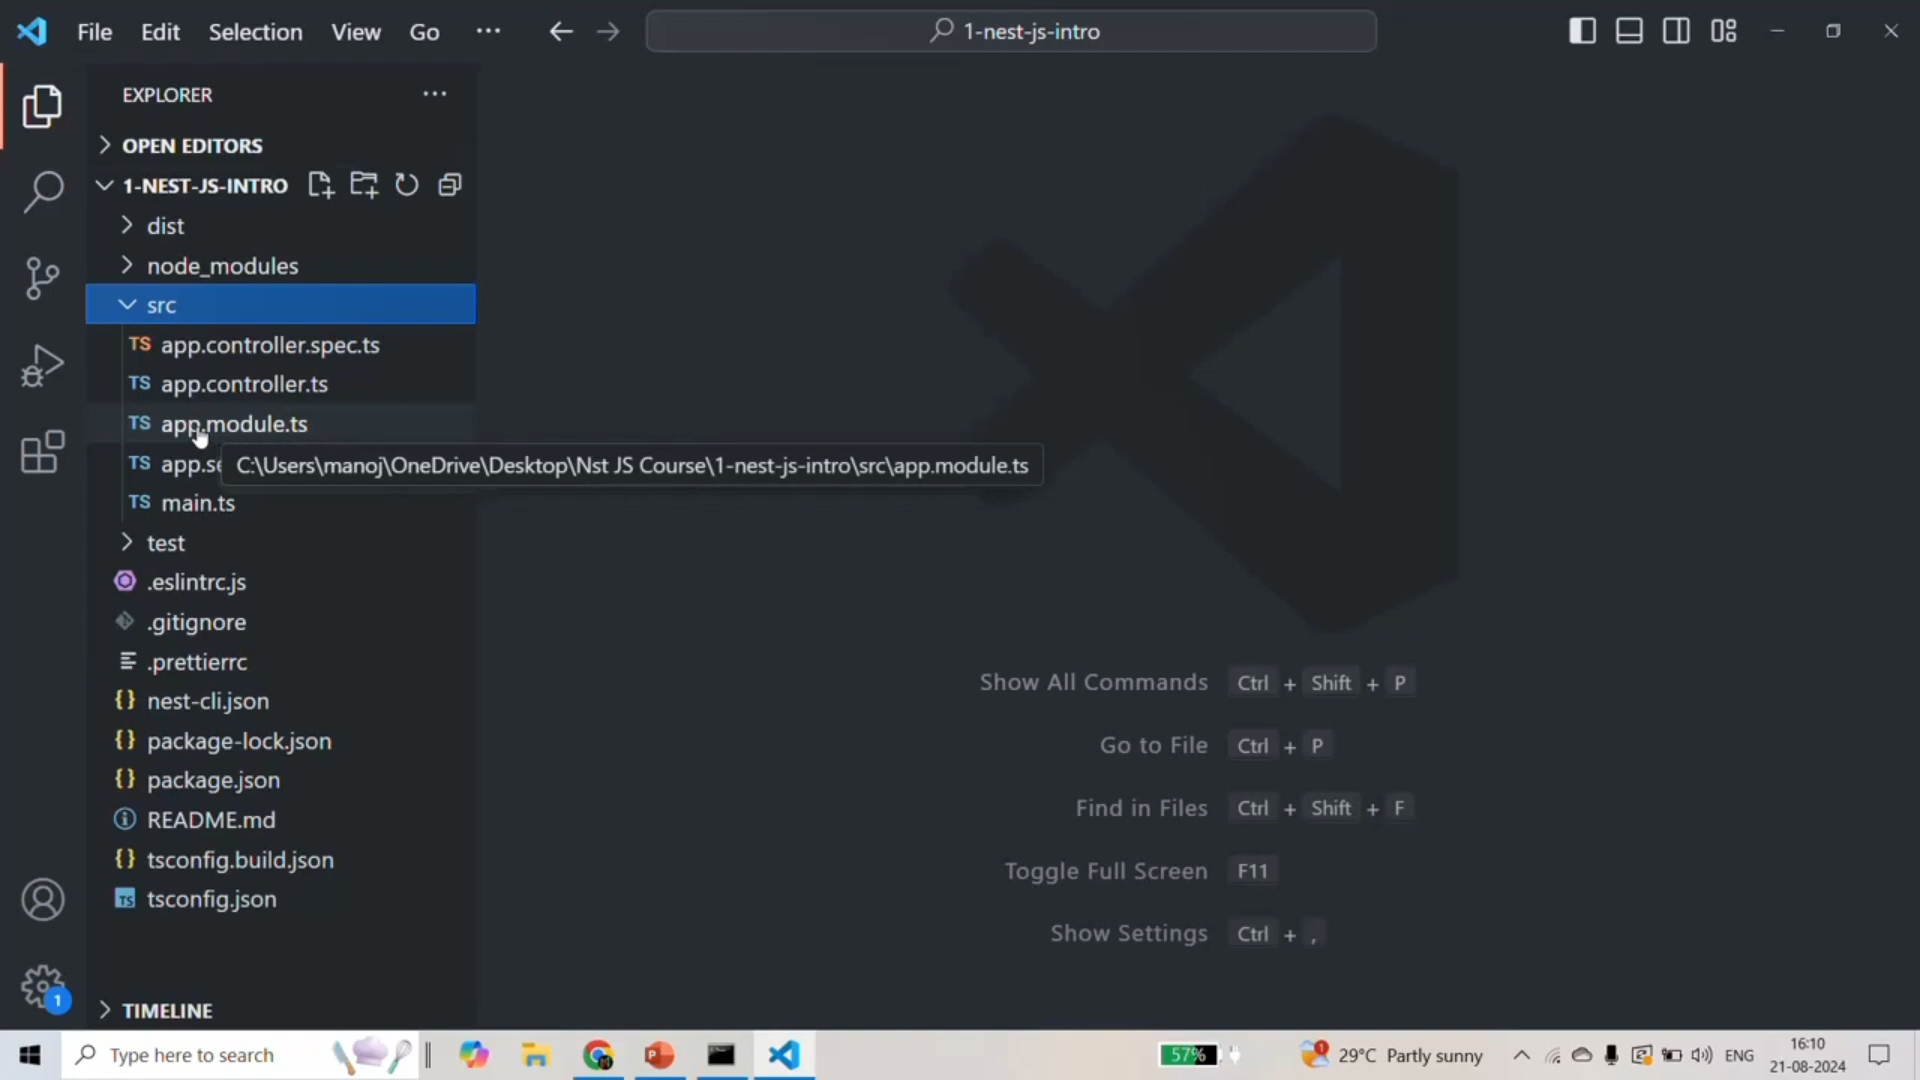 File Edit Selection View Go ··· 1-nest-js-intro
EXPLORER
OPEN EDITORS
1-NEST-JS-INTRO
dist
node_modules
src
TS app.controller.spec.ts
TS app.controller.ts
TS app.module.ts
TS app.se
C:\Users\manoj\OneDrive\Desktop\Nst JS Course\1-nest-js-intro\src\app.module.ts
TS main.ts
test
.eslintrc.js
.gitignore
.prettierrc
{} nest-cli.json
{} package-lock.json
{} package.json
README.md
{} tsconfig.build.json
TS tsconfig.json
TIMELINE
1
Show All Commands Ctrl + Shift + P
Go to File Ctrl + P
Find in Files Ctrl + Shift + F
Toggle Full Screen F11
Show Settings Ctrl + ,
Type here to search
57%
1
29°C Partly sunny
ENG
16:10
21-08-2024